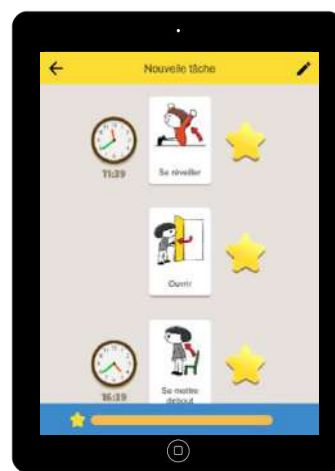 Nouvelle tâche
11:39
Se réveiller
Ouvrir
16:39
Se mettre
debout